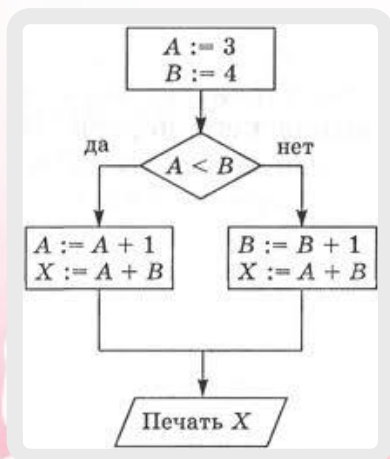 A := 3
B := 4
да
A < B
нет
A := A + 1
X := A + B
B := B + 1
X := A + B
Печать X